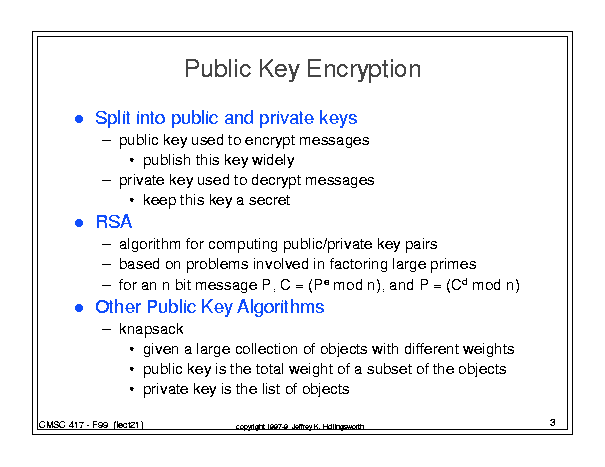 Public Key Encryption
● Split into public and private keys
– public key used to encrypt messages
• publish this key widely
– private key used to decrypt messages
• keep this key a secret
● RSA
– algorithm for computing public/private key pairs
– based on problems involved in factoring large primes
– for an n bit message P, C = (Pᵉ mod n), and P = (Cᵈ mod n)
● Other Public Key Algorithms
– knapsack
• given a large collection of objects with different weights
• public key is the total weight of a subset of the objects
• private key is the list of objects
CMSC 417 - F99 (lect21)
copyright 1997-9 Jeffrey K. Hollingsworth
3